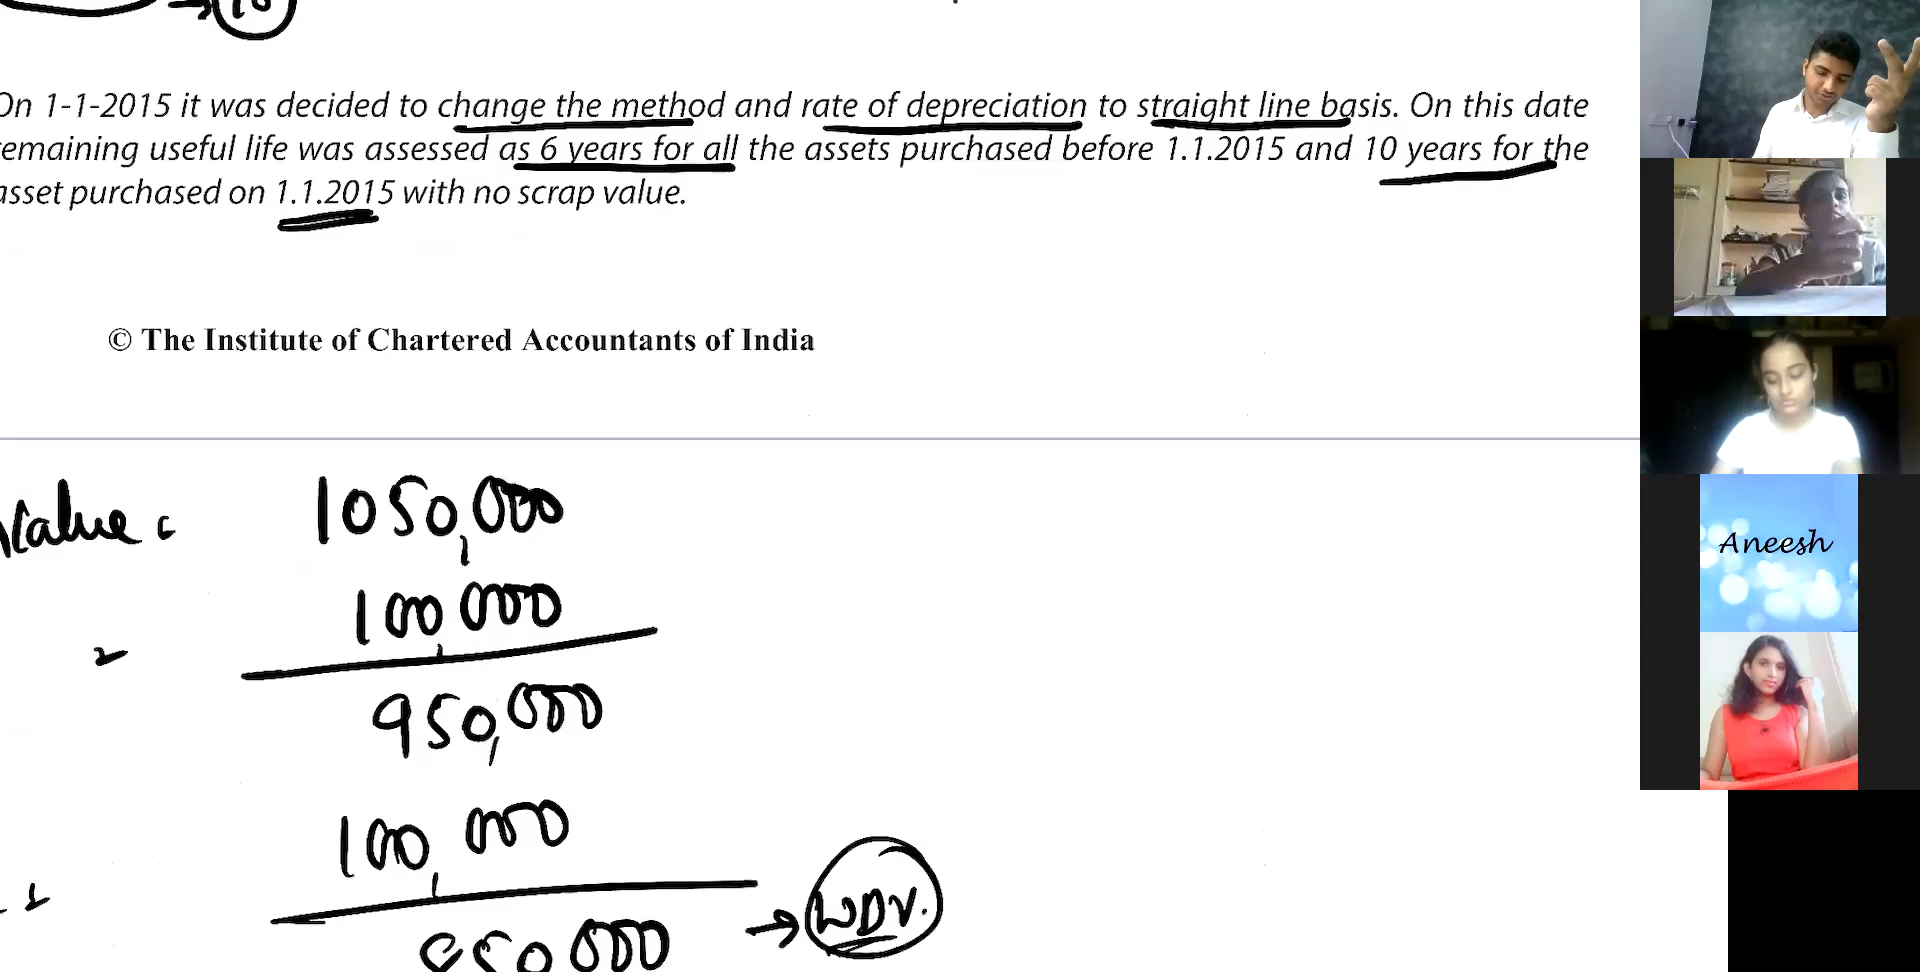 10
On 1-1-2015 it was decided to change the method and rate of depreciation to straight line basis. On this date
emaining useful life was assessed as 6 years for all the assets purchased before 1.1.2015 and 10 years for the
asset purchased on 1.1.2015 with no scrap value.
© The Institute of Chartered Accountants of India
Value = 1050,000
100,000
950,000
100,000
850000 → WDV.
Aneesh